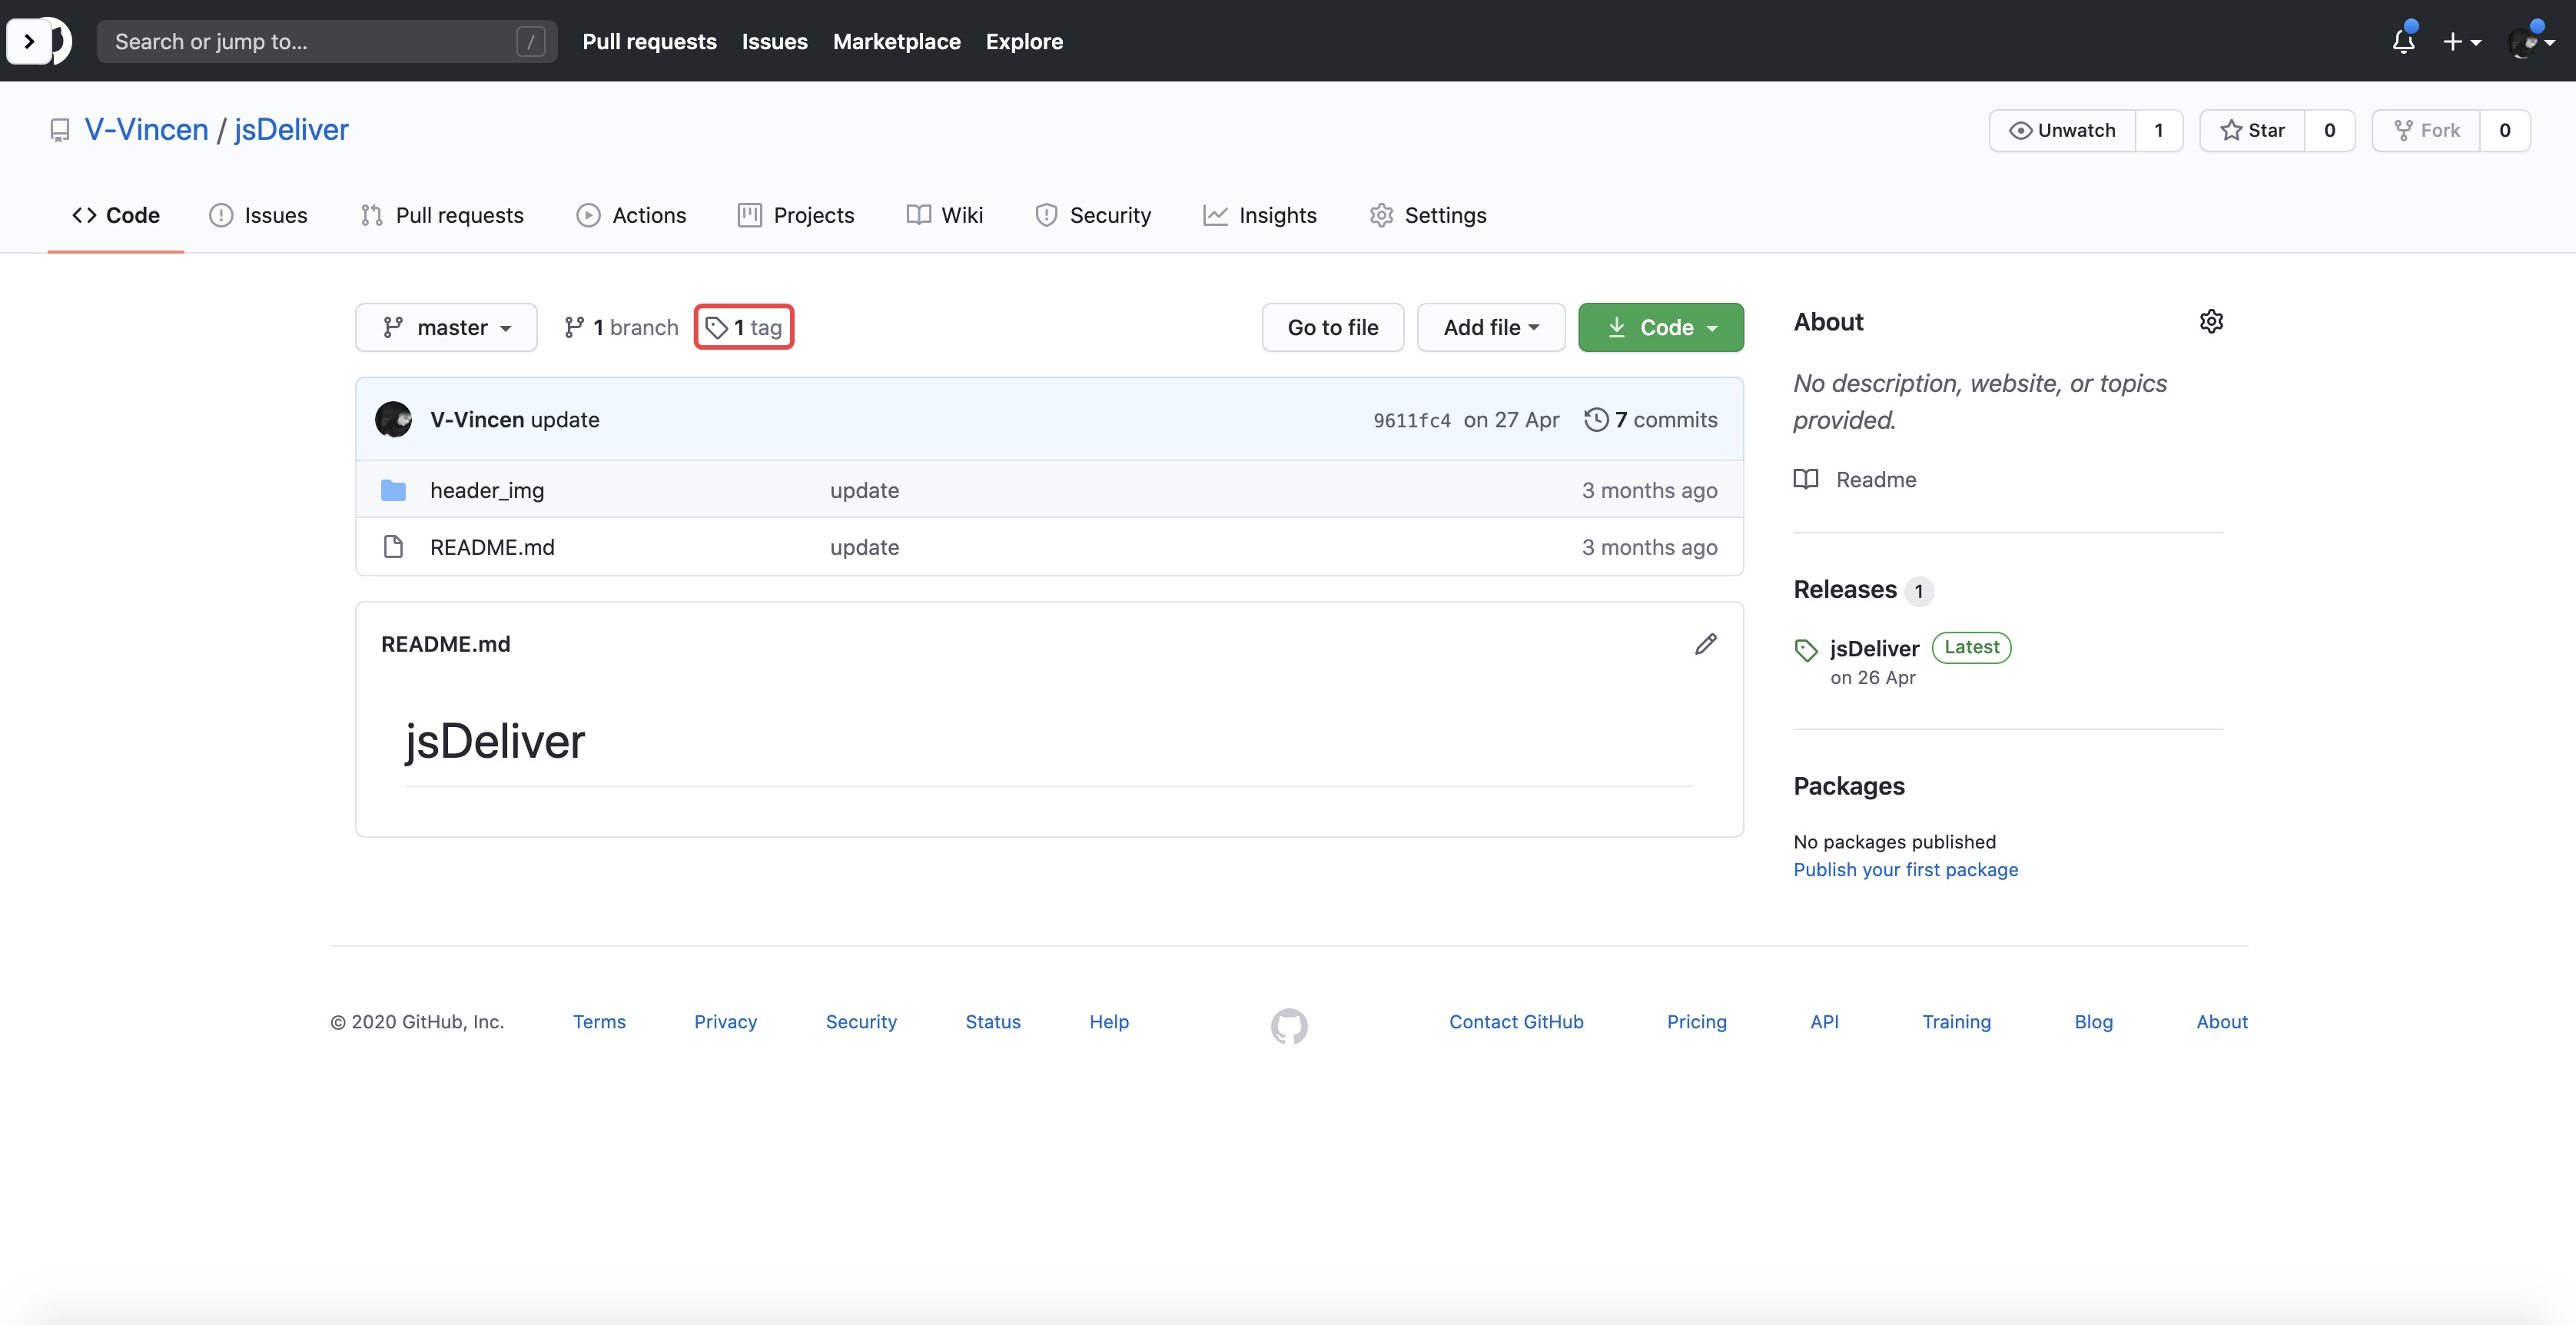 Search or jump to... / Pull requests Issues Marketplace Explore
V-Vincen / jsDeliver Unwatch 1 Star 0 Fork 0
Code Issues Pull requests Actions Projects Wiki Security Insights Settings
master 1 branch 1 tag Go to file Add file Code
V-Vincen update 9611fc4 on 27 Apr 7 commits
header_img update 3 months ago
README.md update 3 months ago
README.md
jsDeliver
About
No description, website, or topics
provided.
Readme
Releases 1
jsDeliver Latest
on 26 Apr
Packages
No packages published
Publish your first package
© 2020 GitHub, Inc. Terms Privacy Security Status Help Contact GitHub Pricing API Training Blog About